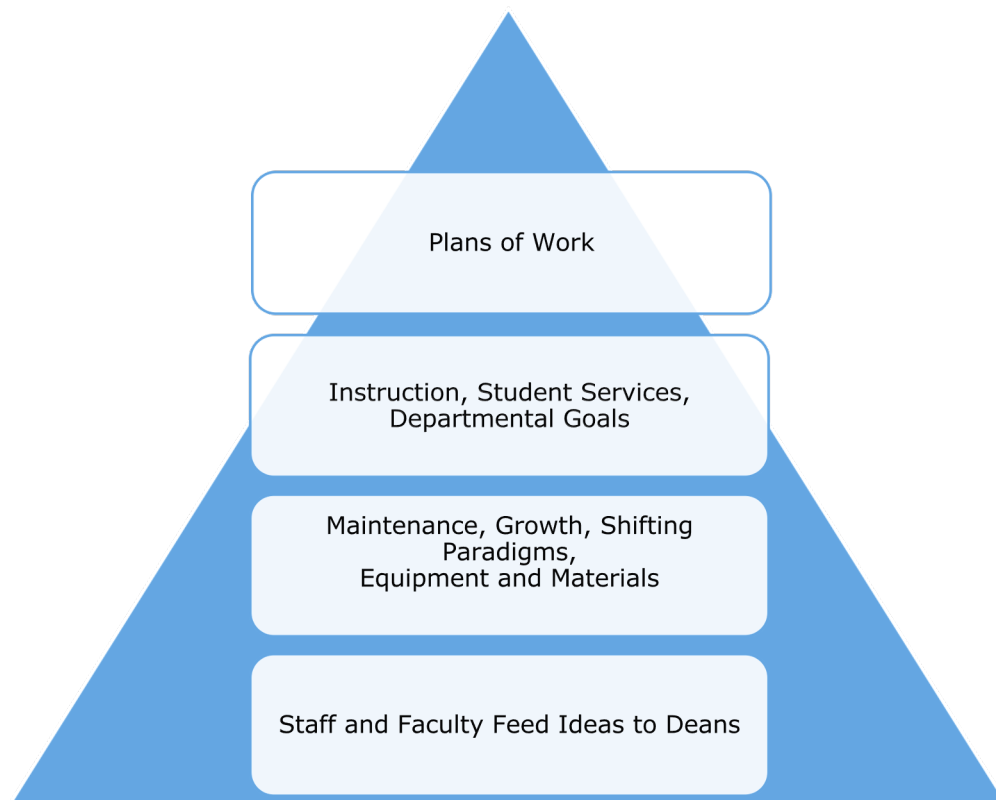 Plans of Work
Instruction, Student Services,
Departmental Goals
Maintenance, Growth, Shifting
Paradigms,
Equipment and Materials
Staff and Faculty Feed Ideas to Deans